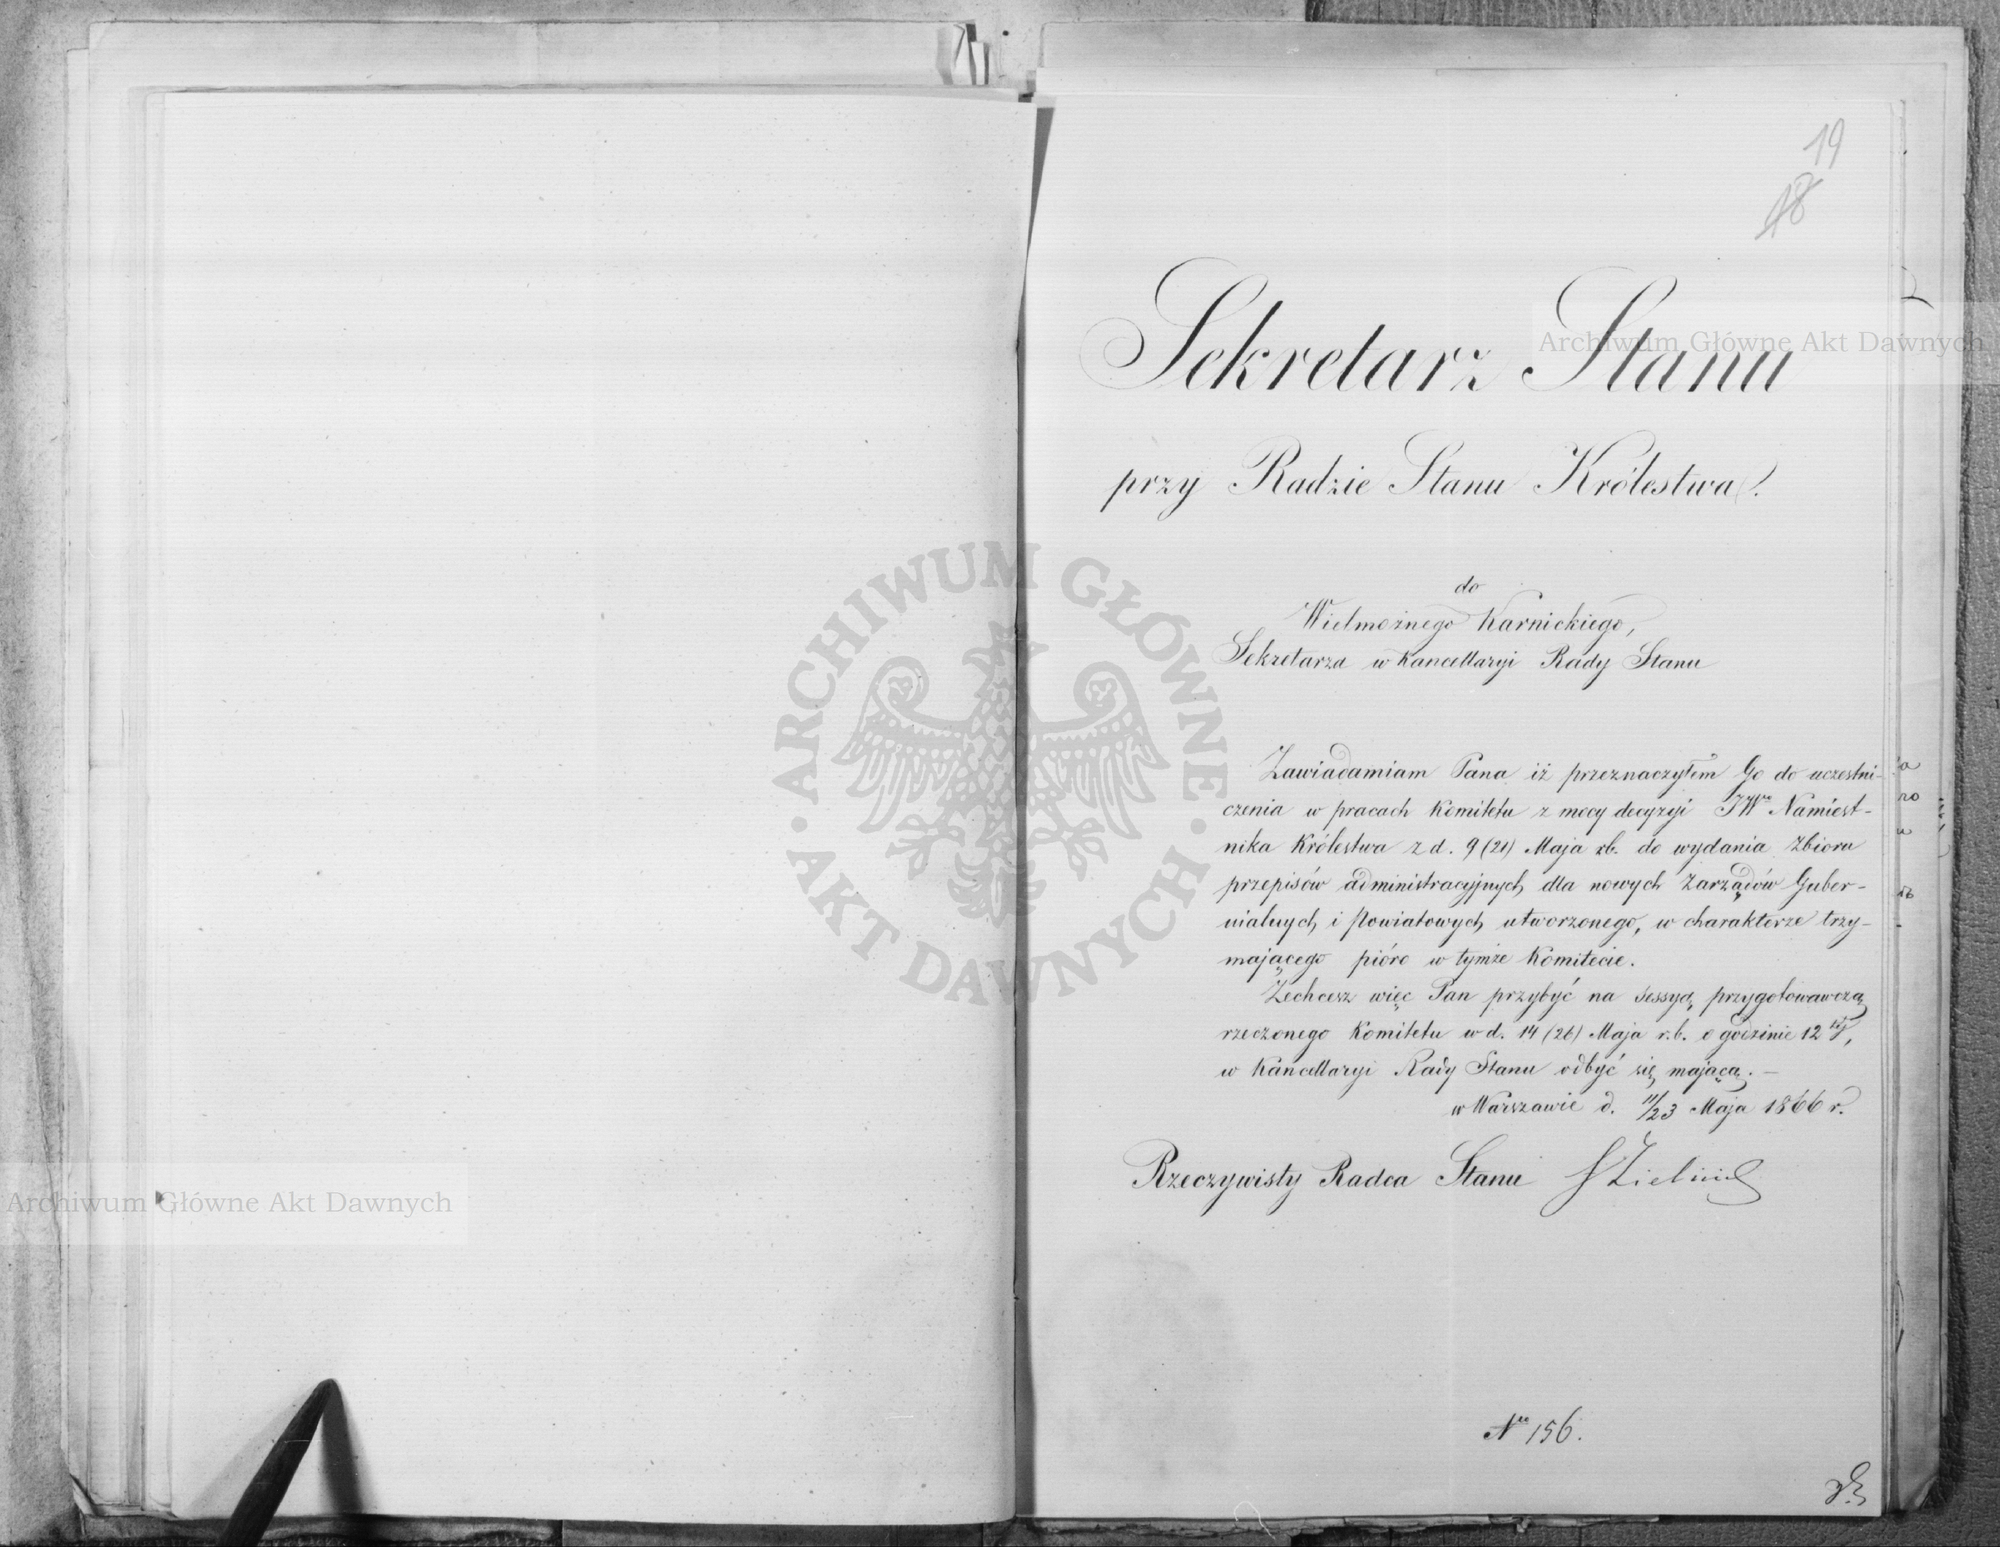 19
18
Sekretarz Stanu
przy Radzie Stanu Królestwa.
do
Wielmożnego Karnickiego,
Sekretarza w Kancellaryi Rady Stanu
Zawiadamiam Pana iż przeznaczyłem Go do uczestni-
czenia w pracach Komitetu z mocy decyzyi JWgo Namiest-
nika Królestwa z d. 9 (21) Maja rb. do wydania Zbioru
przepisów administracyjnych dla nowych Zarządów Guber-
nialnych i Powiatowych utworzonego, w charakterze trzy-
mającego pióro w tymże Komitecie.
Zechcesz więc Pan przybyć na sessyą przygotowawczą
rzeczonego Komitetu w d. 14 (26) Maja r.b. o godzinie 12tej,
w Kancellaryi Rady Stanu odbyć się mającą. —
w Warszawie d. 11/23 Maja 1866 r.
Rzeczywisty Radca Stanu
No 156.
Archiwum Główne Akt Dawnych
Archiwum Główne Akt Dawnych
ARCHIWUM GŁÓWNE · AKT DAWNYCH ·